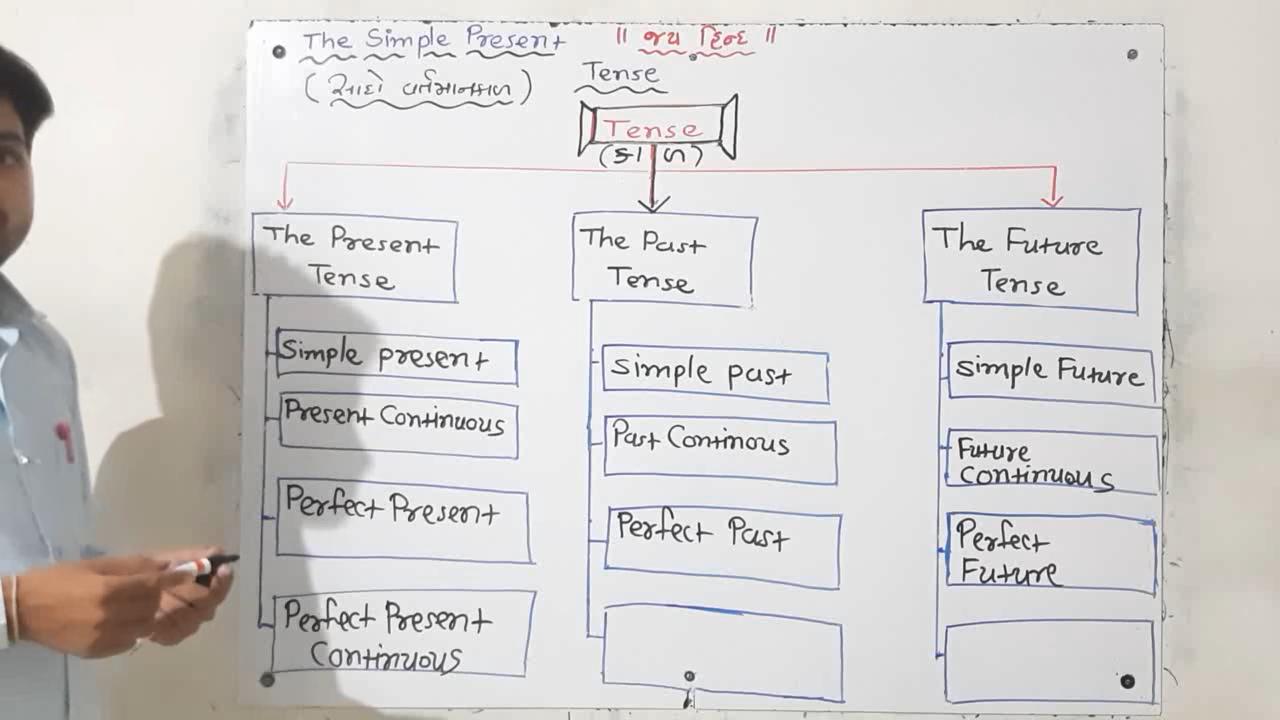 The Simple Present
॥ જય હિન્દ ॥
Tense
(સાદો વર્તમાનકાળ)
Tense
(કાળ)
The Present
Tense
Simple present
Present Continuous
Perfect Present
Perfect Present
Continuous
The Past
Tense
Simple past
Past Continous
Perfect Past
The Future
Tense
Simple Future
Future
Continuous
Perfect
Future